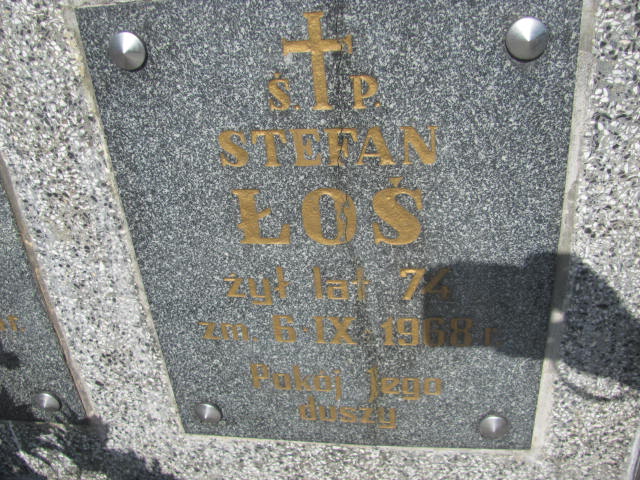 Ś. P.
STEFAN
ŁOŚ
żył lat 74
zm. 6·IX·1968 r.
Pokój Jego
duszy